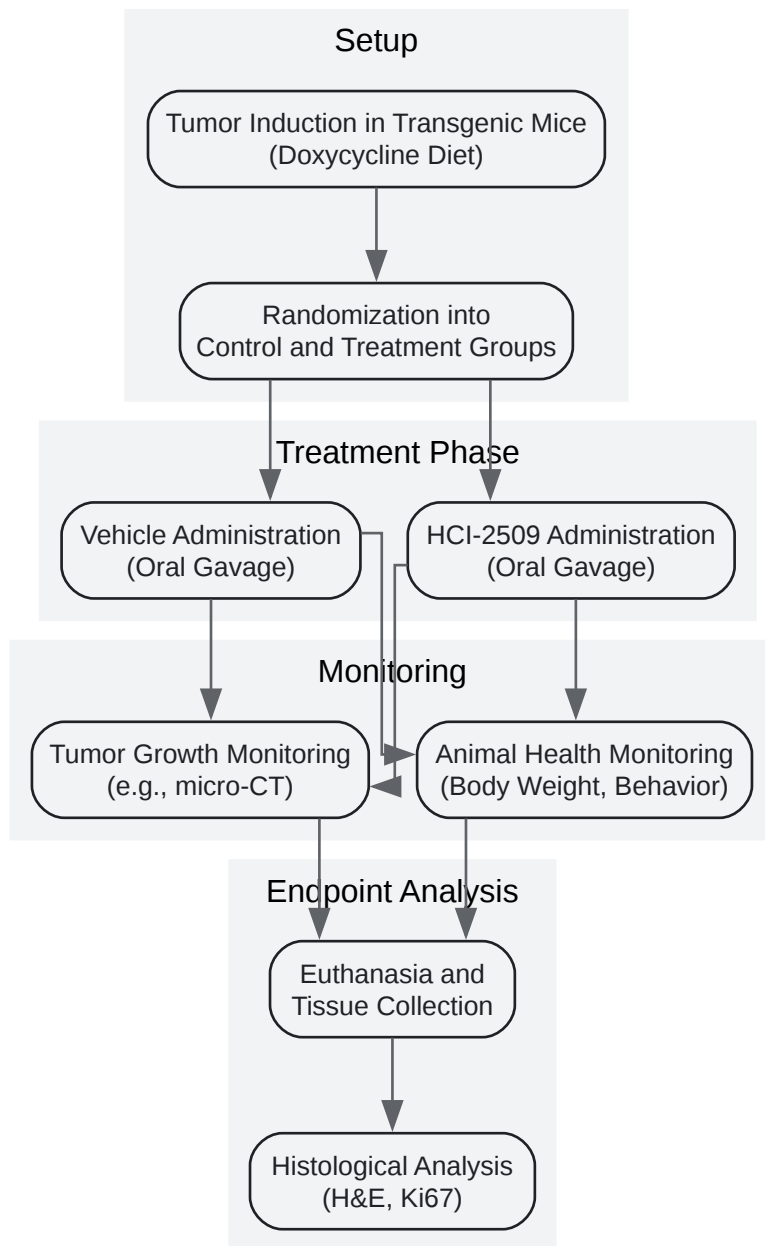 Setup
Tumor Induction in Transgenic Mice
(Doxycycline Diet)
Randomization into
Control and Treatment Groups
Treatment Phase
Vehicle Administration
(Oral Gavage)
HCI-2509 Administration
(Oral Gavage)
Monitoring
Tumor Growth Monitoring
(e.g., micro-CT)
Animal Health Monitoring
(Body Weight, Behavior)
Endpoint Analysis
Euthanasia and
Tissue Collection
Histological Analysis
(H&E, Ki67)